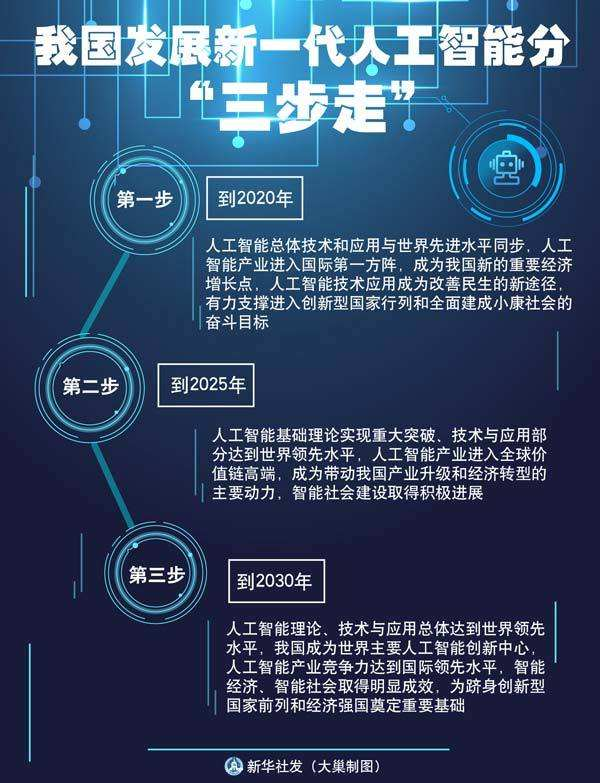 我国发展新一代人工智能分
“三步走”
第一步
到2020年
人工智能总体技术和应用与世界先进水平同步，人工
智能产业进入国际第一方阵，成为我国新的重要经济
增长点，人工智能技术应用成为改善民生的新途径，
有力支撑进入创新型国家行列和全面建成小康社会的
奋斗目标
第二步
到2025年
人工智能基础理论实现重大突破、技术与应用部
分达到世界领先水平，人工智能产业进入全球价
值链高端，成为带动我国产业升级和经济转型的
主要动力，智能社会建设取得积极进展
第三步
到2030年
人工智能理论、技术与应用总体达到世界领先
水平，我国成为世界主要人工智能创新中心，
人工智能产业竞争力达到国际领先水平，智能
经济、智能社会取得明显成效，为跻身创新型
国家前列和经济强国奠定重要基础
新华社发（大巢制图）